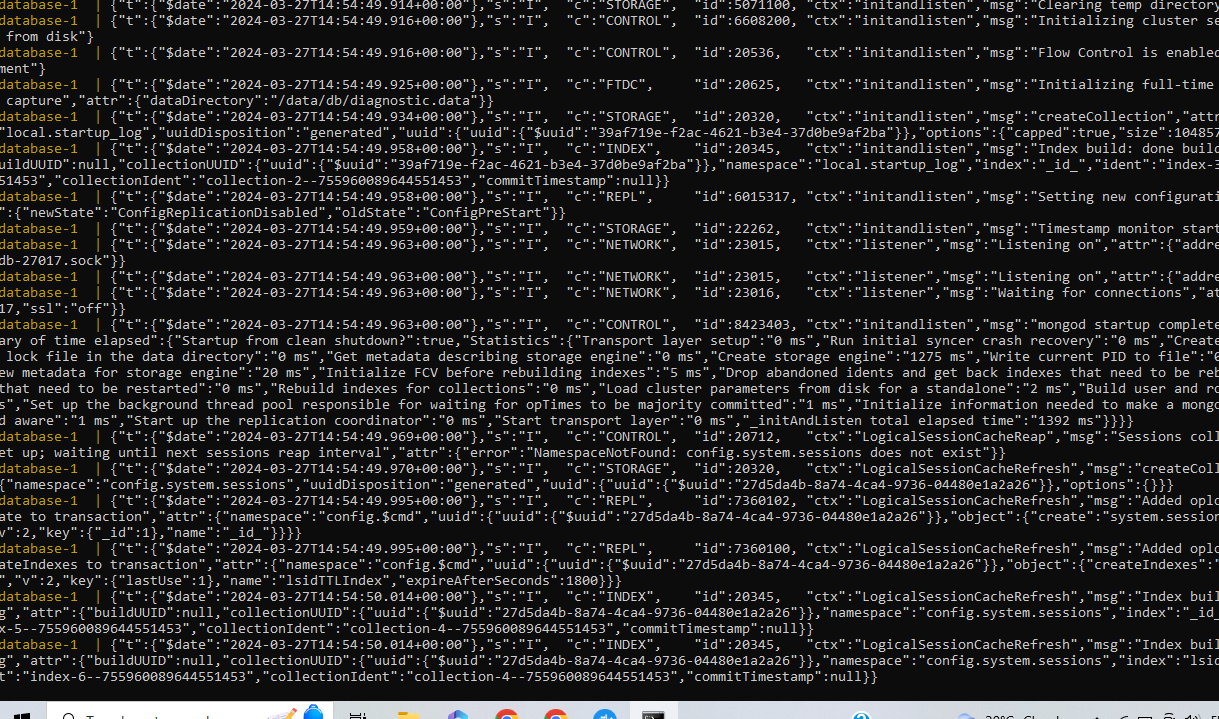 database-1  | {"t":{"$date":"2024-03-27T14:54:49.914+00:00"},"s":"I",  "c":"STORAGE",  "id":5071100, "ctx":"initandlisten","msg":"Clearing temp directory
database-1  | {"t":{"$date":"2024-03-27T14:54:49.916+00:00"},"s":"I",  "c":"CONTROL",  "id":6608200, "ctx":"initandlisten","msg":"Initializing cluster se
from disk"}
database-1  | {"t":{"$date":"2024-03-27T14:54:49.916+00:00"},"s":"I",  "c":"CONTROL",  "id":20536,   "ctx":"initandlisten","msg":"Flow Control is enabled
ment"}
database-1  | {"t":{"$date":"2024-03-27T14:54:49.925+00:00"},"s":"I",  "c":"FTDC",     "id":20625,   "ctx":"initandlisten","msg":"Initializing full-time
capture","attr":{"dataDirectory":"/data/db/diagnostic.data"}}
database-1  | {"t":{"$date":"2024-03-27T14:54:49.934+00:00"},"s":"I",  "c":"STORAGE",  "id":20320,   "ctx":"initandlisten","msg":"createCollection","attr
"local.startup_log","uuidDisposition":"generated","uuid":{"uuid":{"$uuid":"39af719e-f2ac-4621-b3e4-37d0be9af2ba"}},"options":{"capped":true,"size":104857
database-1  | {"t":{"$date":"2024-03-27T14:54:49.958+00:00"},"s":"I",  "c":"INDEX",    "id":20345,   "ctx":"initandlisten","msg":"Index build: done build
uildUUID":null,"collectionUUID":{"uuid":{"$uuid":"39af719e-f2ac-4621-b3e4-37d0be9af2ba"}},"namespace":"local.startup_log","index":"_id_","ident":"index-3
51453","collectionIdent":"collection-2--755960089644551453","commitTimestamp":null}}
database-1  | {"t":{"$date":"2024-03-27T14:54:49.958+00:00"},"s":"I",  "c":"REPL",     "id":6015317, "ctx":"initandlisten","msg":"Setting new configurati
":{"newState":"ConfigReplicationDisabled","oldState":"ConfigPreStart"}}
database-1  | {"t":{"$date":"2024-03-27T14:54:49.959+00:00"},"s":"I",  "c":"STORAGE",  "id":22262,   "ctx":"initandlisten","msg":"Timestamp monitor start
database-1  | {"t":{"$date":"2024-03-27T14:54:49.963+00:00"},"s":"I",  "c":"NETWORK",  "id":23015,   "ctx":"listener","msg":"Listening on","attr":{"addre
db-27017.sock"}}
database-1  | {"t":{"$date":"2024-03-27T14:54:49.963+00:00"},"s":"I",  "c":"NETWORK",  "id":23015,   "ctx":"listener","msg":"Listening on","attr":{"addre
database-1  | {"t":{"$date":"2024-03-27T14:54:49.963+00:00"},"s":"I",  "c":"NETWORK",  "id":23016,   "ctx":"listener","msg":"Waiting for connections","at
17,"ssl":"off"}}
database-1  | {"t":{"$date":"2024-03-27T14:54:49.963+00:00"},"s":"I",  "c":"CONTROL",  "id":8423403, "ctx":"initandlisten","msg":"mongod startup complete
ary of time elapsed":{"Startup from clean shutdown?":true,"Statistics":{"Transport layer setup":"0 ms","Run initial syncer crash recovery":"0 ms","Create
lock file in the data directory":"0 ms","Get metadata describing storage engine":"0 ms","Create storage engine":"1275 ms","Write current PID to file":"0
ew metadata for storage engine":"20 ms","Initialize FCV before rebuilding indexes":"5 ms","Drop abandoned idents and get back indexes that need to be reb
that need to be restarted":"0 ms","Rebuild indexes for collections":"0 ms","Load cluster parameters from disk for a standalone":"2 ms","Build user and ro
s","Set up the background thread pool responsible for waiting for opTimes to be majority committed":"1 ms","Initialize information needed to make a mongo
d aware":"1 ms","Start up the replication coordinator":"0 ms","Start transport layer":"0 ms","_initAndListen total elapsed time":"1392 ms"}}}}
database-1  | {"t":{"$date":"2024-03-27T14:54:49.969+00:00"},"s":"I",  "c":"CONTROL",  "id":20712,   "ctx":"LogicalSessionCacheReap","msg":"Sessions coll
et up; waiting until next sessions reap interval","attr":{"error":"NamespaceNotFound: config.system.sessions does not exist"}}
database-1  | {"t":{"$date":"2024-03-27T14:54:49.970+00:00"},"s":"I",  "c":"STORAGE",  "id":20320,   "ctx":"LogicalSessionCacheRefresh","msg":"createColl
{"namespace":"config.system.sessions","uuidDisposition":"generated","uuid":{"uuid":{"$uuid":"27d5da4b-8a74-4ca4-9736-04480e1a2a26"}},"options":{}}}
database-1  | {"t":{"$date":"2024-03-27T14:54:49.995+00:00"},"s":"I",  "c":"REPL",     "id":7360102, "ctx":"LogicalSessionCacheRefresh","msg":"Added oplo
ate to transaction","attr":{"namespace":"config.$cmd","uuid":{"uuid":{"$uuid":"27d5da4b-8a74-4ca4-9736-04480e1a2a26"}},"object":{"create":"system.session
v":2,"key":{"_id":1},"name":"_id_"}}}}
database-1  | {"t":{"$date":"2024-03-27T14:54:49.995+00:00"},"s":"I",  "c":"REPL",     "id":7360100, "ctx":"LogicalSessionCacheRefresh","msg":"Added oplo
ateIndexes to transaction","attr":{"namespace":"config.$cmd","uuid":{"uuid":{"$uuid":"27d5da4b-8a74-4ca4-9736-04480e1a2a26"}},"object":{"createIndexes":"
","v":2,"key":{"lastUse":1},"name":"lsidTTLIndex","expireAfterSeconds":1800}}}
database-1  | {"t":{"$date":"2024-03-27T14:54:50.014+00:00"},"s":"I",  "c":"INDEX",    "id":20345,   "ctx":"LogicalSessionCacheRefresh","msg":"Index buil
g","attr":{"buildUUID":null,"collectionUUID":{"uuid":{"$uuid":"27d5da4b-8a74-4ca4-9736-04480e1a2a26"}},"namespace":"config.system.sessions","index":"_id_
x-5--755960089644551453","collectionIdent":"collection-4--755960089644551453","commitTimestamp":null}}
database-1  | {"t":{"$date":"2024-03-27T14:54:50.014+00:00"},"s":"I",  "c":"INDEX",    "id":20345,   "ctx":"LogicalSessionCacheRefresh","msg":"Index buil
g","attr":{"buildUUID":null,"collectionUUID":{"uuid":{"$uuid":"27d5da4b-8a74-4ca4-9736-04480e1a2a26"}},"namespace":"config.system.sessions","index":"lsid
t":"index-6--755960089644551453","collectionIdent":"collection-4--755960089644551453","commitTimestamp":null}}